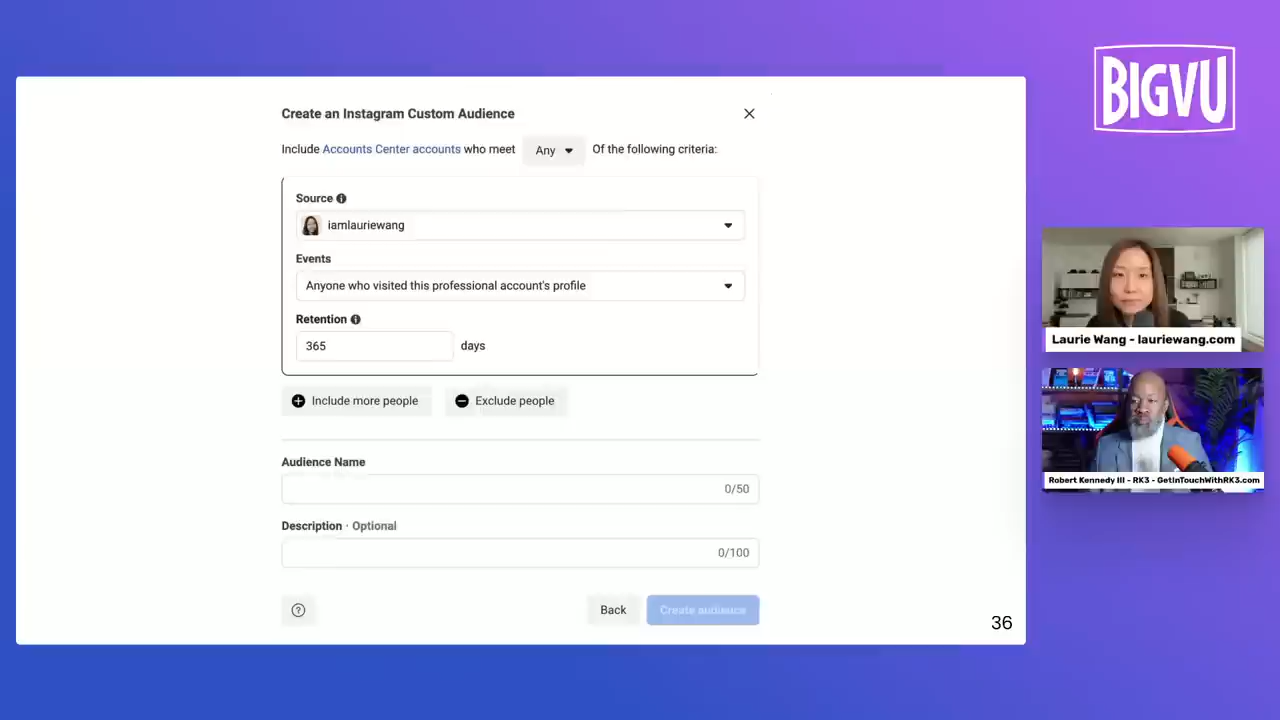 BIGVU
Create an Instagram Custom Audience
Include Accounts Center accounts who meet Any Of the following criteria:
Source
iamlauriewang
Events
Anyone who visited this professional account's profile
Retention
365 days
Include more people Exclude people
Audience Name
0/50
Description · Optional
0/100
Back Create audience
36
Laurie Wang - lauriewang.com
Robert Kennedy III - RK3 - GetInTouchWithRK3.com